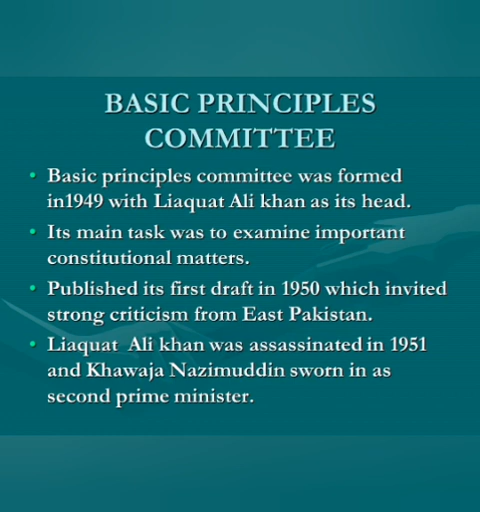 BASIC PRINCIPLES
COMMITTEE
• Basic principles committee was formed
in1949 with Liaquat Ali khan as its head.
• Its main task was to examine important
constitutional matters.
• Published its first draft in 1950 which invited
strong criticism from East Pakistan.
• Liaquat Ali khan was assassinated in 1951
and Khawaja Nazimuddin sworn in as
second prime minister.